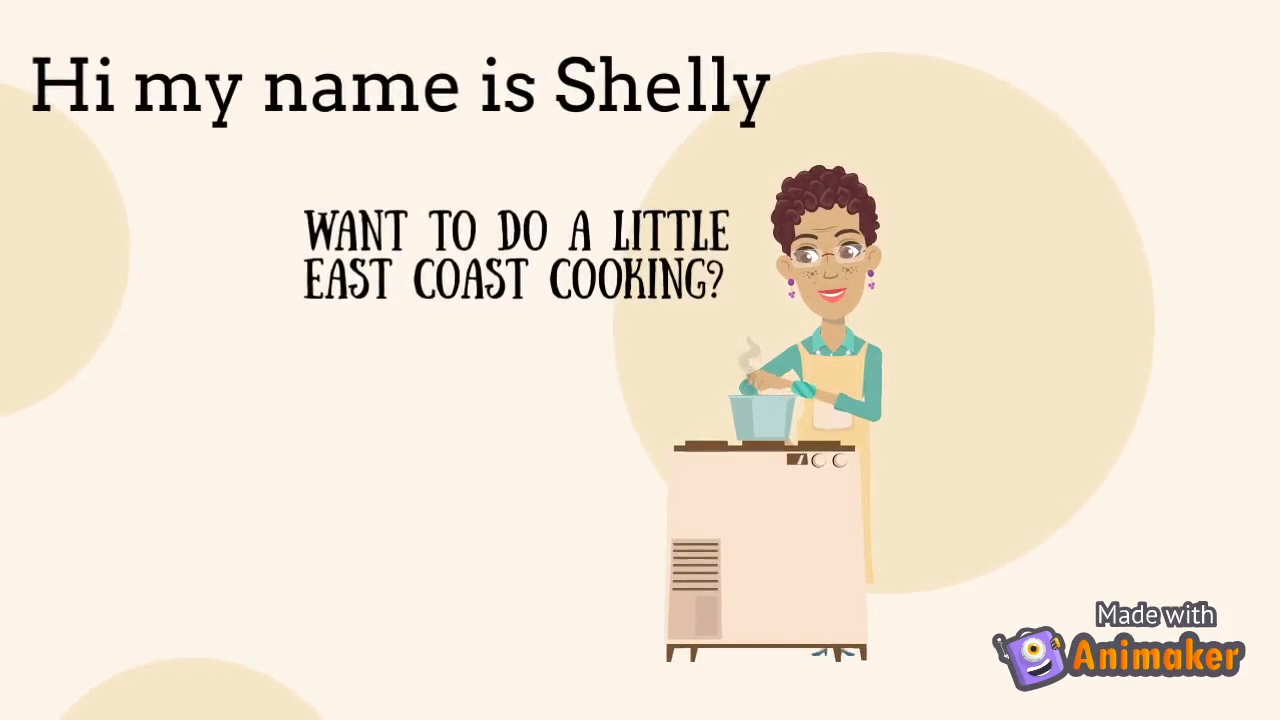 Hi my name is Shelly
WANT TO DO A LITTLE
EAST COAST COOKING?
Made with
Animaker